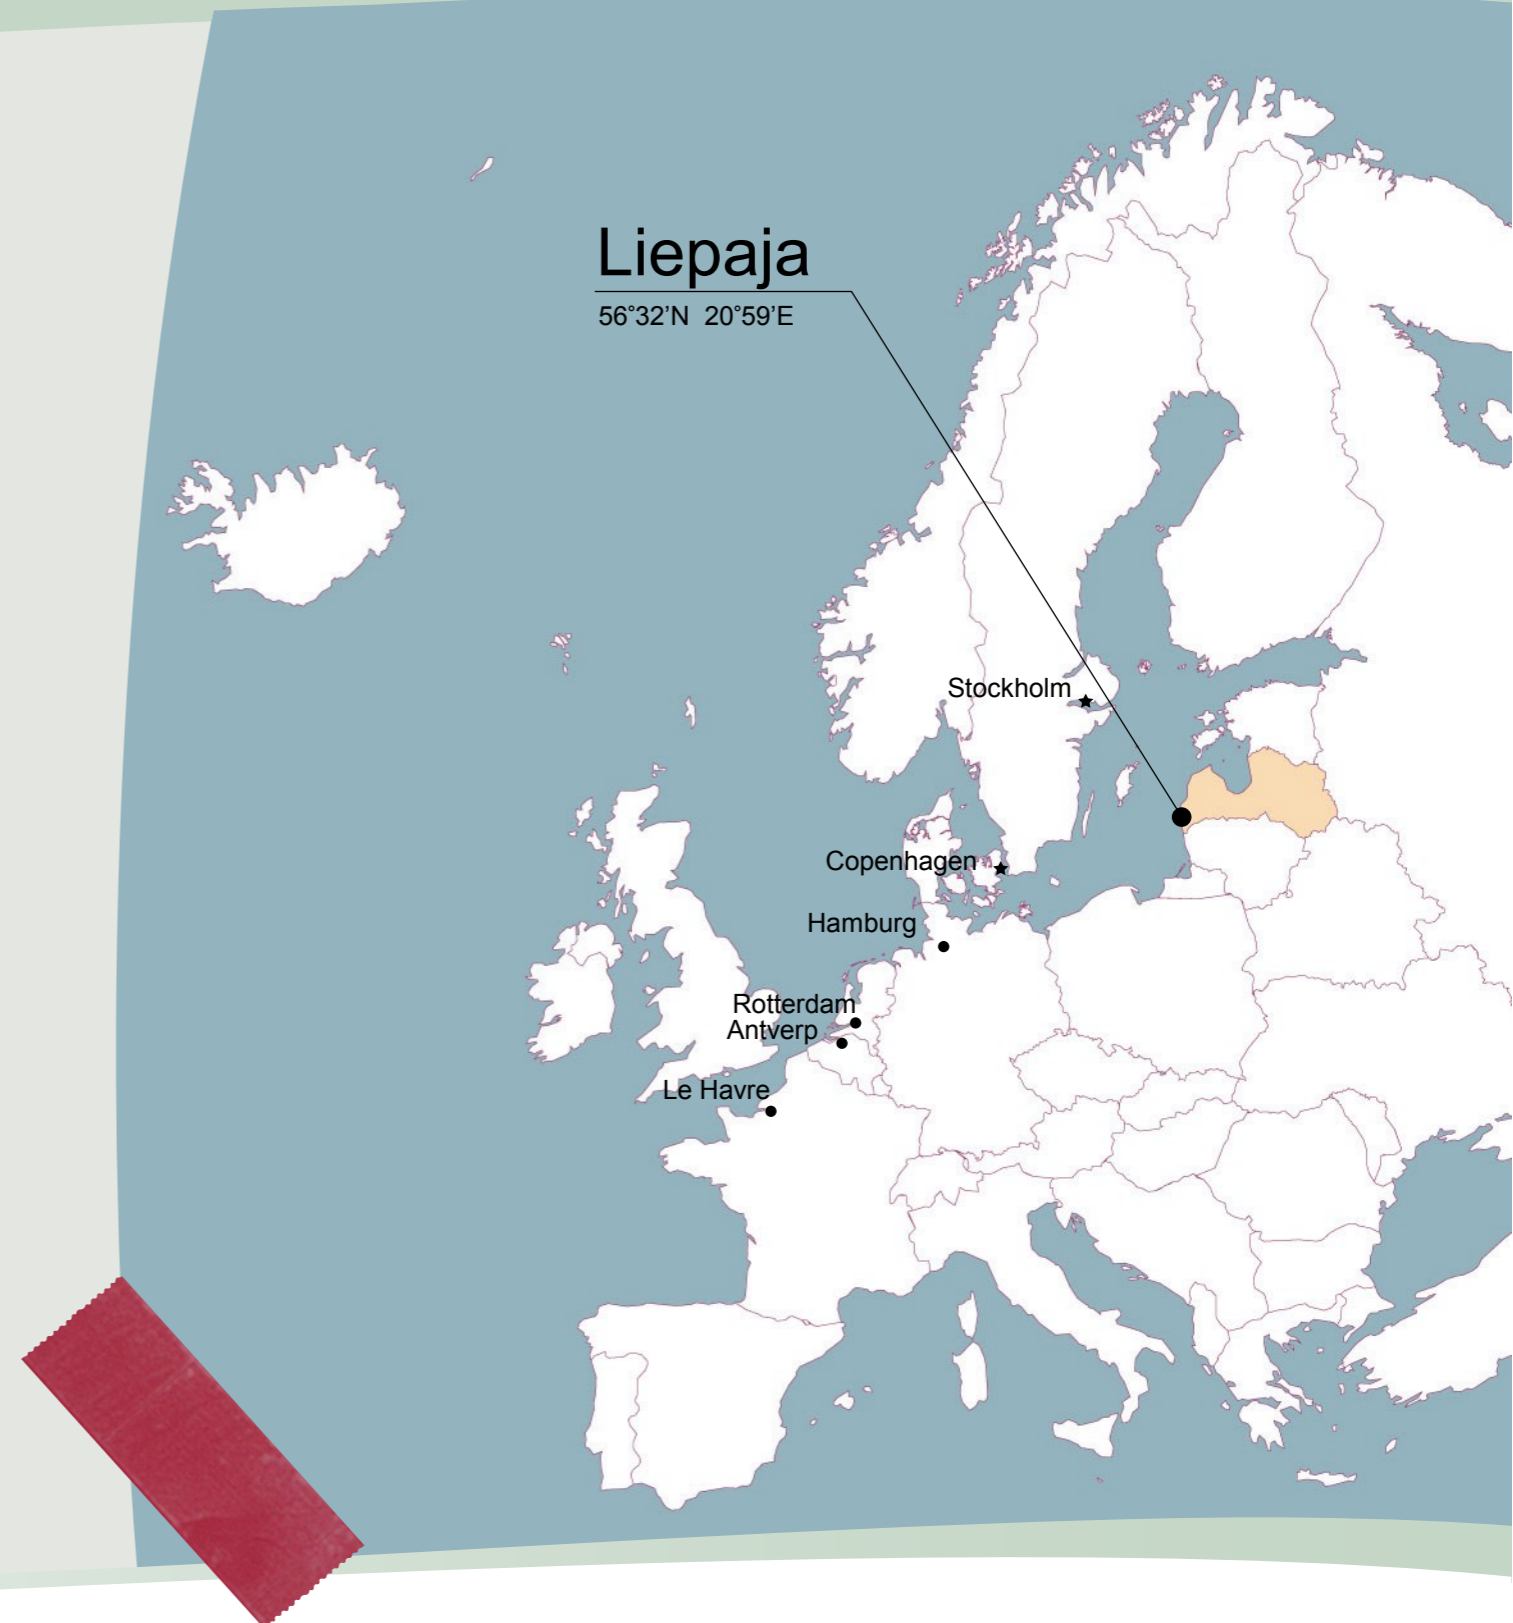 Liepaja
56°32’N 20°59’E
Stockholm
Copenhagen
Hamburg
Rotterdam
Antverp
Le Havre